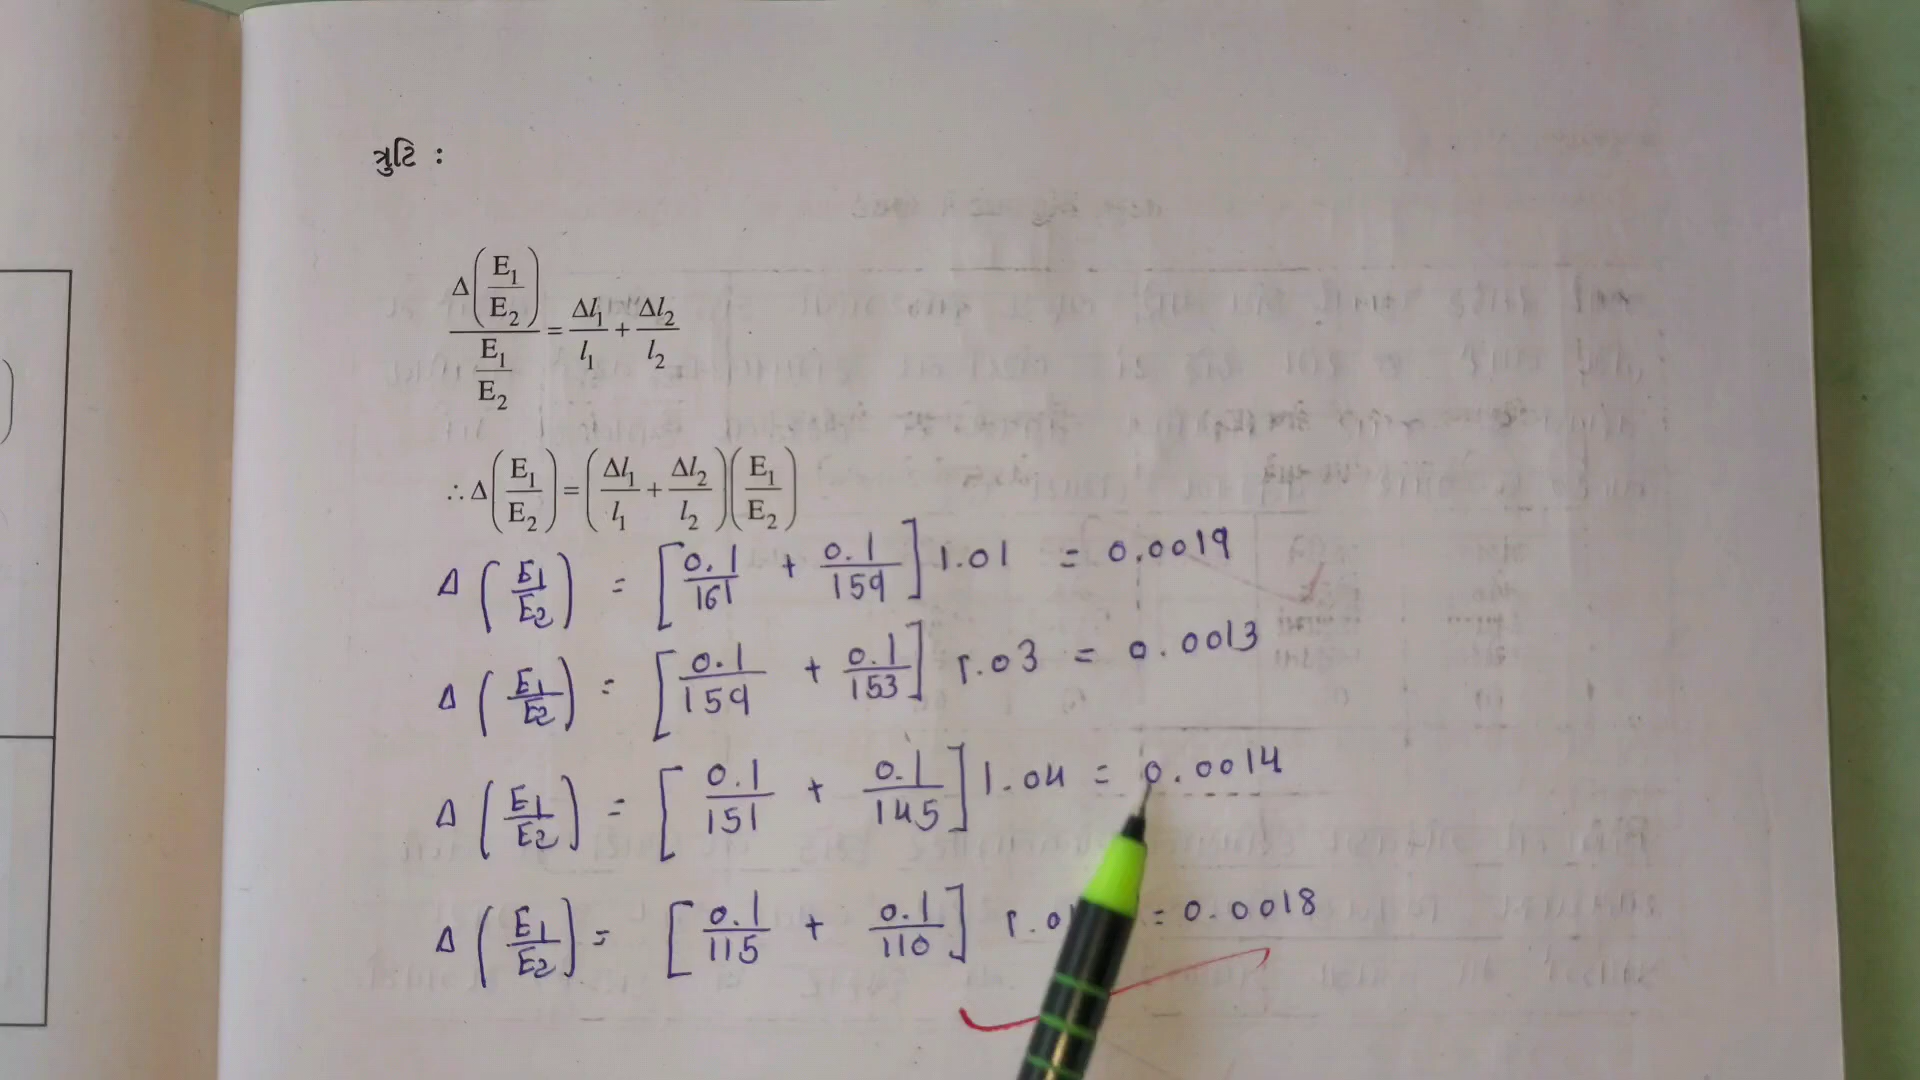 ત્રુટિ :
Δ(E₁/E₂) / (E₁/E₂) = Δl₁/l₁ + Δl₂/l₂
∴ Δ(E₁/E₂) = (Δl₁/l₁ + Δl₂/l₂)(E₁/E₂)
Δ(E₁/E₂) = [0.1/161 + 0.1/159] 1.01 = 0.0019
Δ(E₁/E₂) = [0.1/159 + 0.1/153] 1.03 = 0.0013
Δ(E₁/E₂) = [0.1/151 + 0.1/145] 1.04 = 0.0014
Δ(E₁/E₂) = [0.1/115 + 0.1/110] = 0.0018